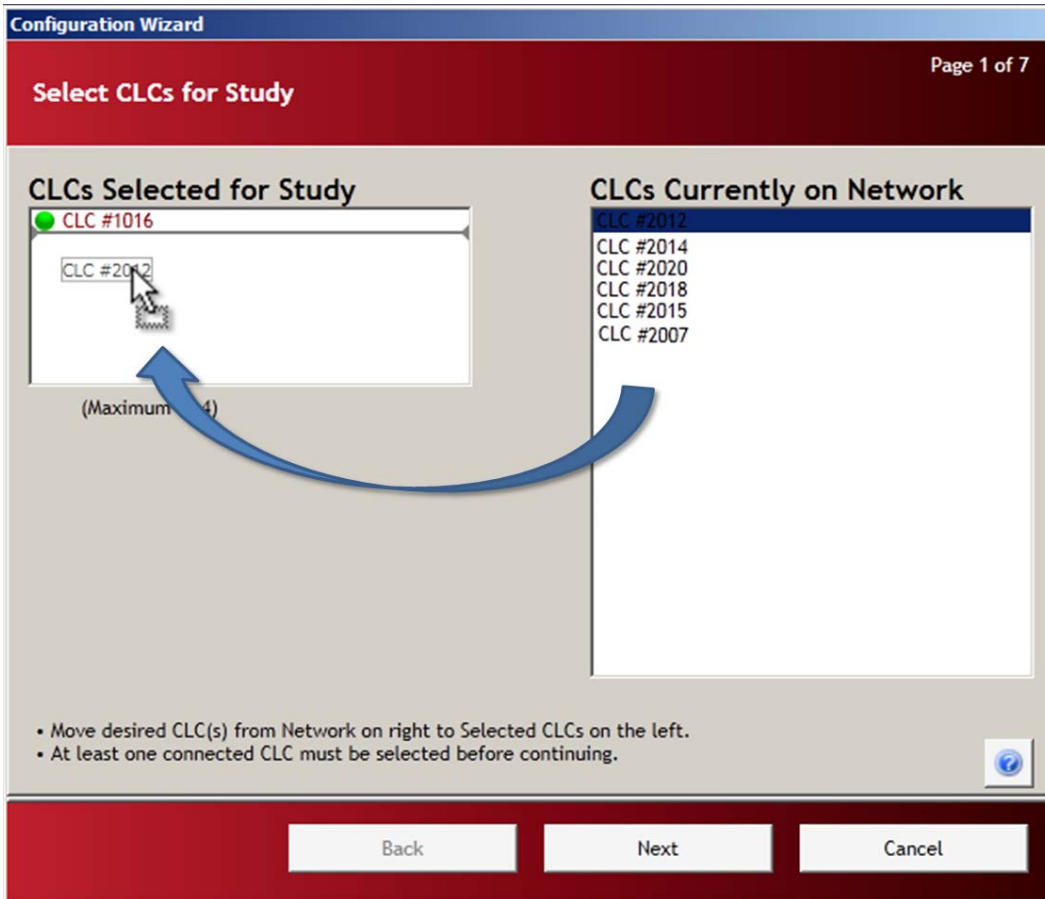 Configuration Wizard
Page 1 of 7
Select CLCs for Study
CLCs Selected for Study
CLC #1016
CLC #2012
(Maximum 4)
CLCs Currently on Network
CLC #2012
CLC #2014
CLC #2020
CLC #2018
CLC #2015
CLC #2007
• Move desired CLC(s) from Network on right to Selected CLCs on the left.
• At least one connected CLC must be selected before continuing.
Back
Next
Cancel